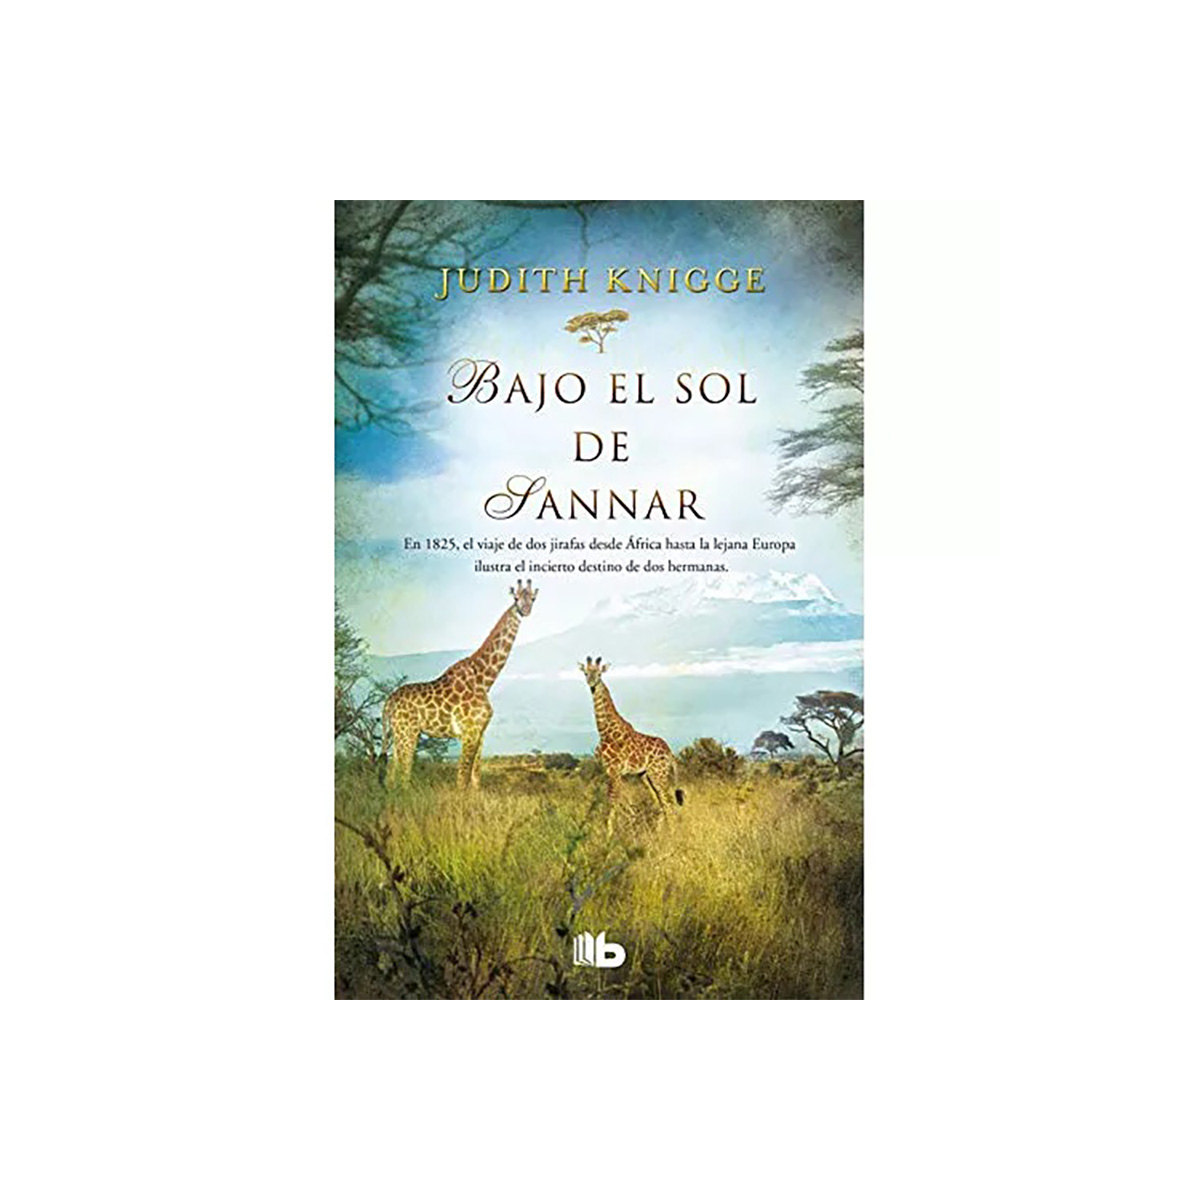 JUDITH KNIGGE
BAJO EL SOL
DE
SANNAR
En 1825, el viaje de dos jirafas desde África hasta la lejana Europa
ilustra el incierto destino de dos hermanas.
b